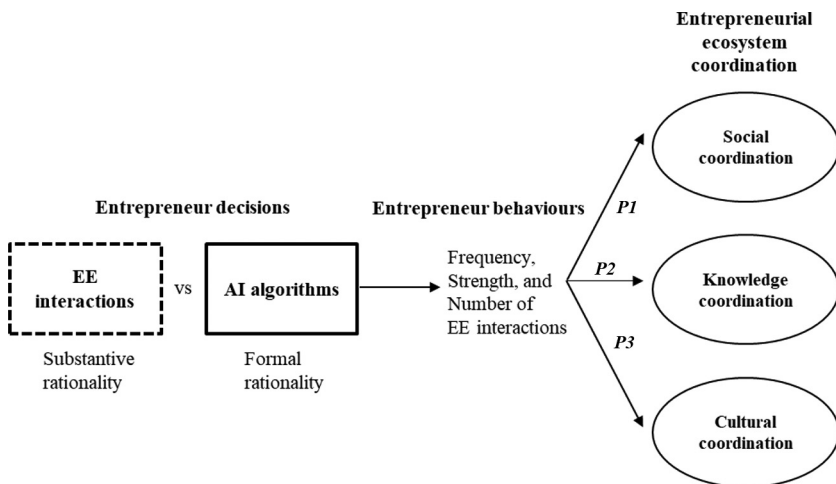 Entrepreneurial
ecosystem
coordination
Social
coordination
Entrepreneur decisions
Entrepreneur behaviours
P1
EE
interactions
vs
AI algorithms
Frequency,
Strength, and
Number of
EE interactions
P2
Knowledge
coordination
Substantive
rationality
Formal
rationality
P3
Cultural
coordination